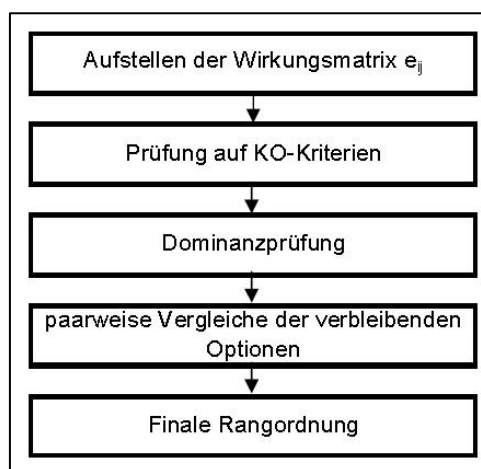 Aufstellen der Wirkungsmatrix eij
Prüfung auf KO-Kriterien
Dominanzprüfung
paarweise Vergleiche der verbleibenden
Optionen
Finale Rangordnung